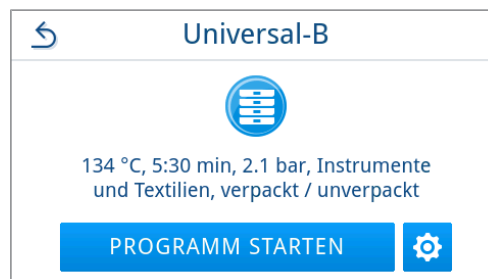 Universal-B
134 °C, 5:30 min, 2.1 bar, Instrumente
und Textilien, verpackt / unverpackt
PROGRAMM STARTEN